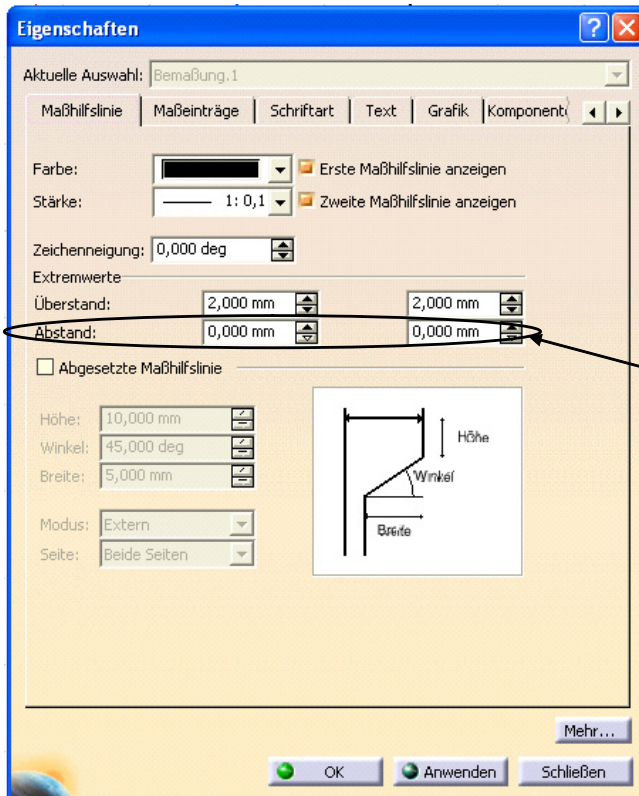 Eigenschaften
Aktuelle Auswahl: Bemaßung.1
Maßhilfslinie Maßeinträge Schriftart Text Grafik Komponent
Farbe: Erste Maßhilfslinie anzeigen
Stärke: 1: 0,1 Zweite Maßhilfslinie anzeigen
Zeichenneigung: 0,000 deg
Extremwerte
Überstand: 2,000 mm 2,000 mm
Abstand: 0,000 mm 0,000 mm
Abgesetzte Maßhilfslinie
Höhe: 10,000 mm
Winkel: 45,000 deg
Breite: 5,000 mm
Modus: Extern
Seite: Beide Seiten
Höhe
Winkel
Breite
Mehr...
OK Anwenden Schließen